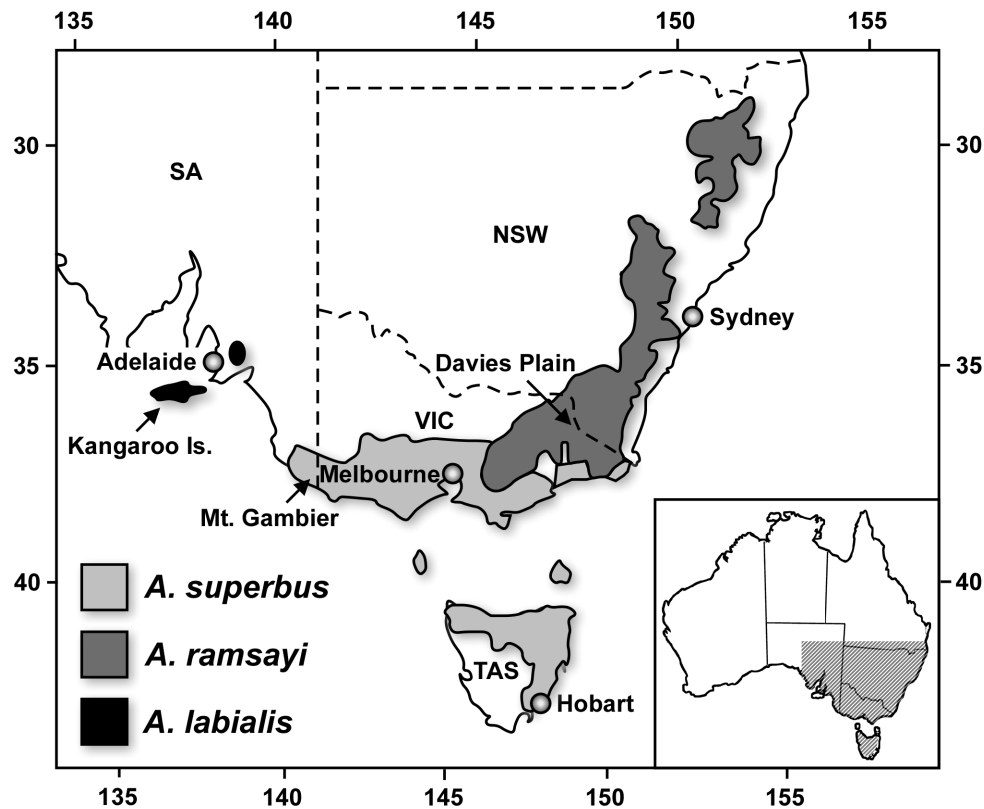 135 140 145 150 155
30 30
SA
NSW
Sydney
Adelaide
Davies Plain
35 35
Kangaroo Is.
VIC
Melbourne
Mt. Gambier
40 40
A. superbus
A. ramsayi
TAS
Hobart
A. labialis
135 140 145 150 155